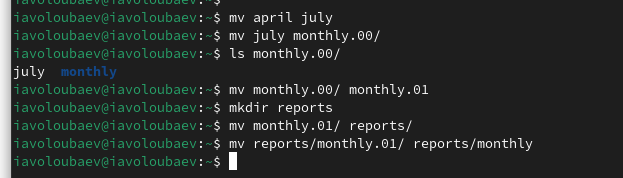 iavoloubaev@iavoloubaev:~$
iavoloubaev@iavoloubaev:~$ mv april july
iavoloubaev@iavoloubaev:~$ mv july monthly.00/
iavoloubaev@iavoloubaev:~$ ls monthly.00/
july  monthly
iavoloubaev@iavoloubaev:~$ mv monthly.00/ monthly.01
iavoloubaev@iavoloubaev:~$ mkdir reports
iavoloubaev@iavoloubaev:~$ mv monthly.01/ reports/
iavoloubaev@iavoloubaev:~$ mv reports/monthly.01/ reports/monthly
iavoloubaev@iavoloubaev:~$